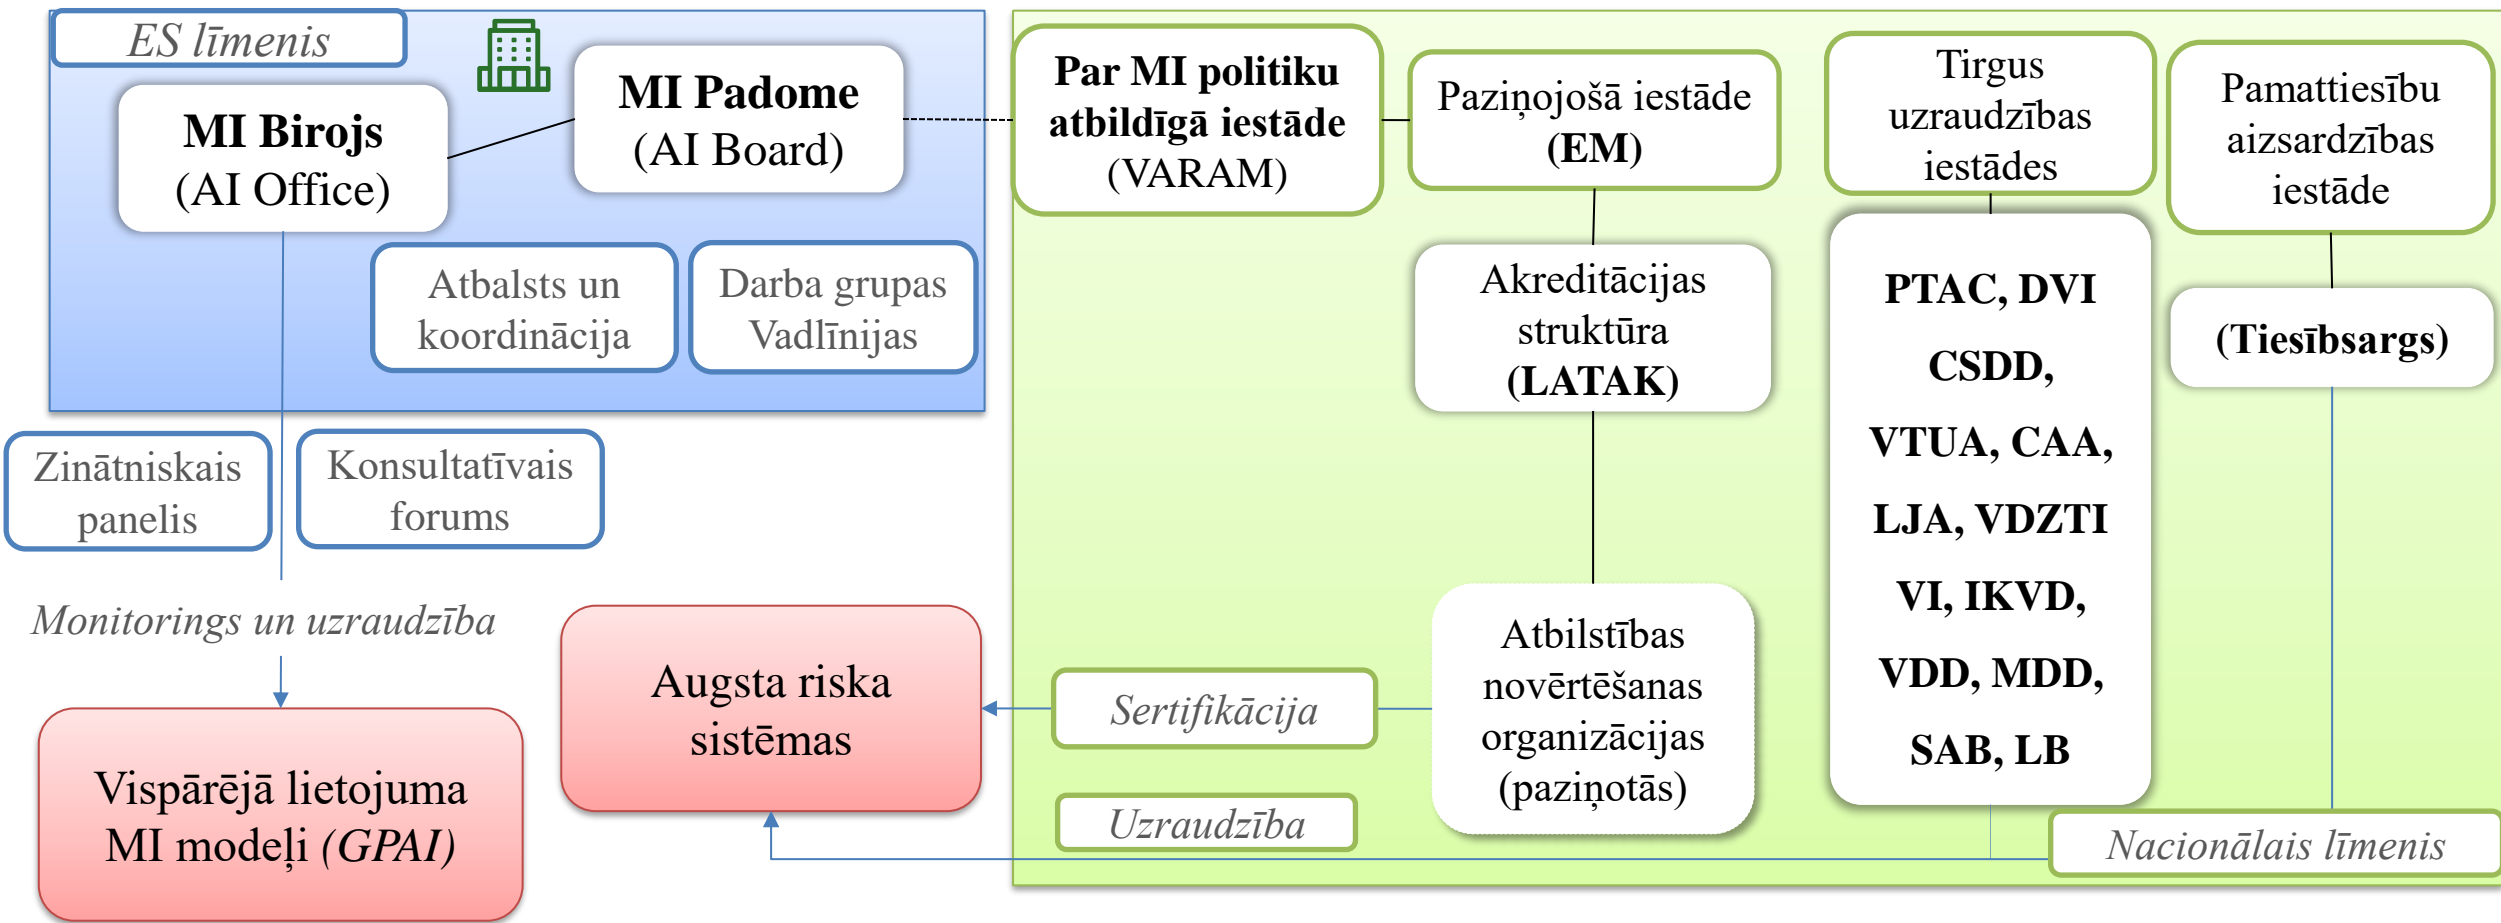 ES līmenis
MI Birojs
(AI Office)
MI Padome
(AI Board)
Atbalsts un
koordinācija
Darba grupas
Vadlīnijas
Zinātniskais
panelis
Konsultatīvais
forums
Monitorings un uzraudzība
Vispārējā lietojuma
MI modeļi (GPAI)
Augsta riska
sistēmas
Par MI politiku
atbildīgā iestāde
(VARAM)
Paziņojošā iestāde
(EM)
Akreditācijas
struktūra
(LATAK)
Atbilstības
novērtēšanas
organizācijas
(paziņotās)
Sertifikācija
Uzraudzība
Tirgus
uzraudzības
iestādes
PTAC, DVI
CSDD,
VTUA, CAA,
LJA, VDZTI
VI, IKVD,
VDD, MDD,
SAB, LB
Pamattiesību
aizsardzības
iestāde
(Tiesībsargs)
Nacionālais līmenis